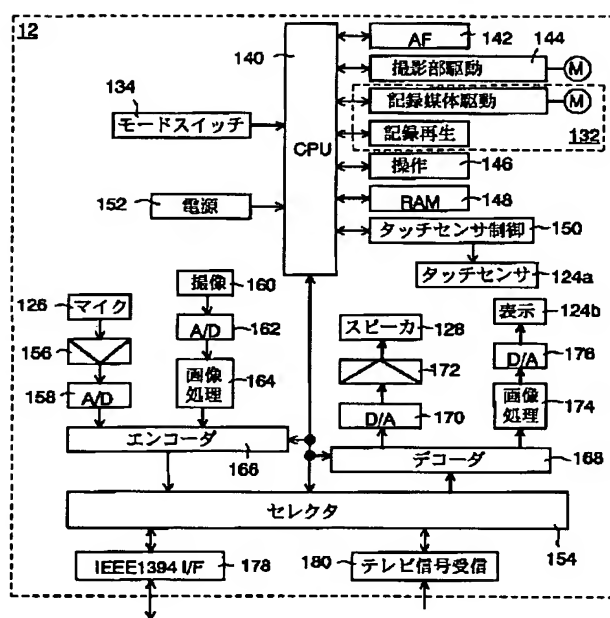 12
140
AF
142
144
撮影部駆動
M
134
モードスイッチ
記録媒体駆動
M
CPU
記録再生
132
操作
146
152
電源
RAM
148
タッチセンサ制御
150
タッチセンサ
124a
126
マイク
撮像
160
スピーカ
128
表示
124b
156
A/D
162
172
D/A
176
158
A/D
画像
処理
164
D/A
170
画像
処理
174
エンコーダ
166
デコーダ
168
セレクタ
154
IEEE1394 I/F
178
180
テレビ信号受信